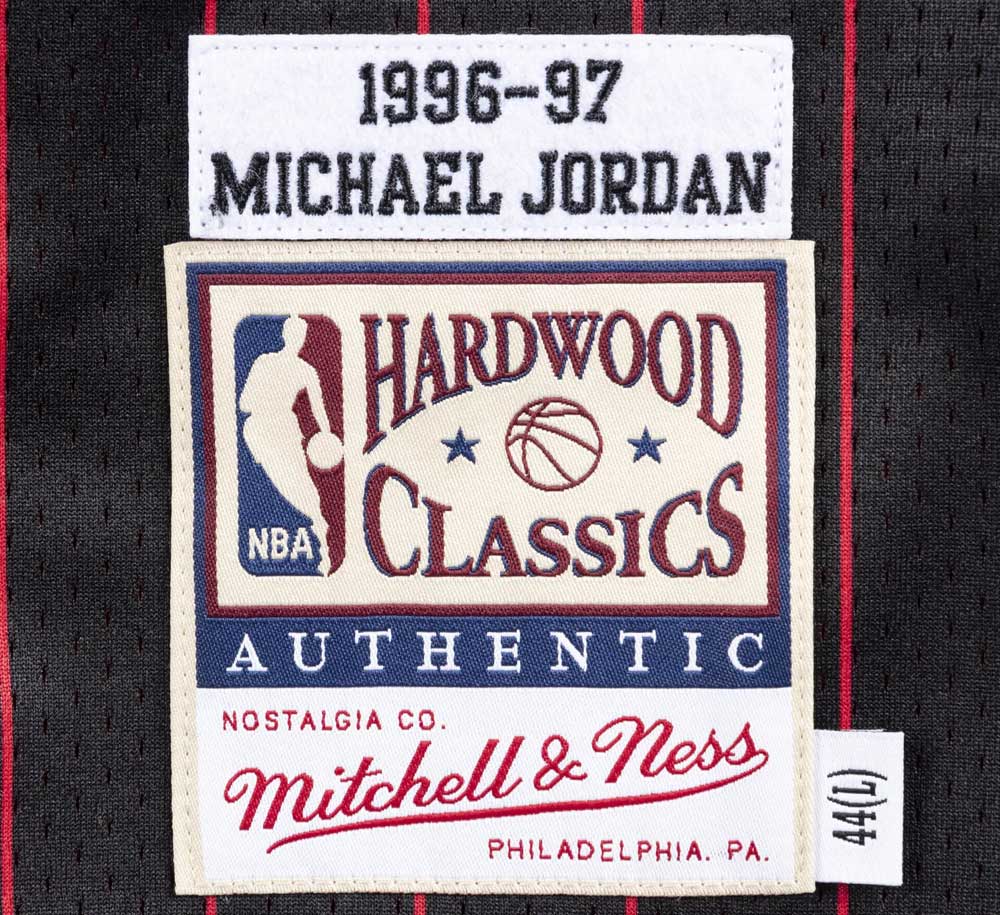 1996-97
MICHAEL JORDAN
HARDWOOD
NBA
CLASSICS
AUTHENTIC
NOSTALGIA CO.
Mitchell & Ness
PHILADELPHIA. PA.
44(L)